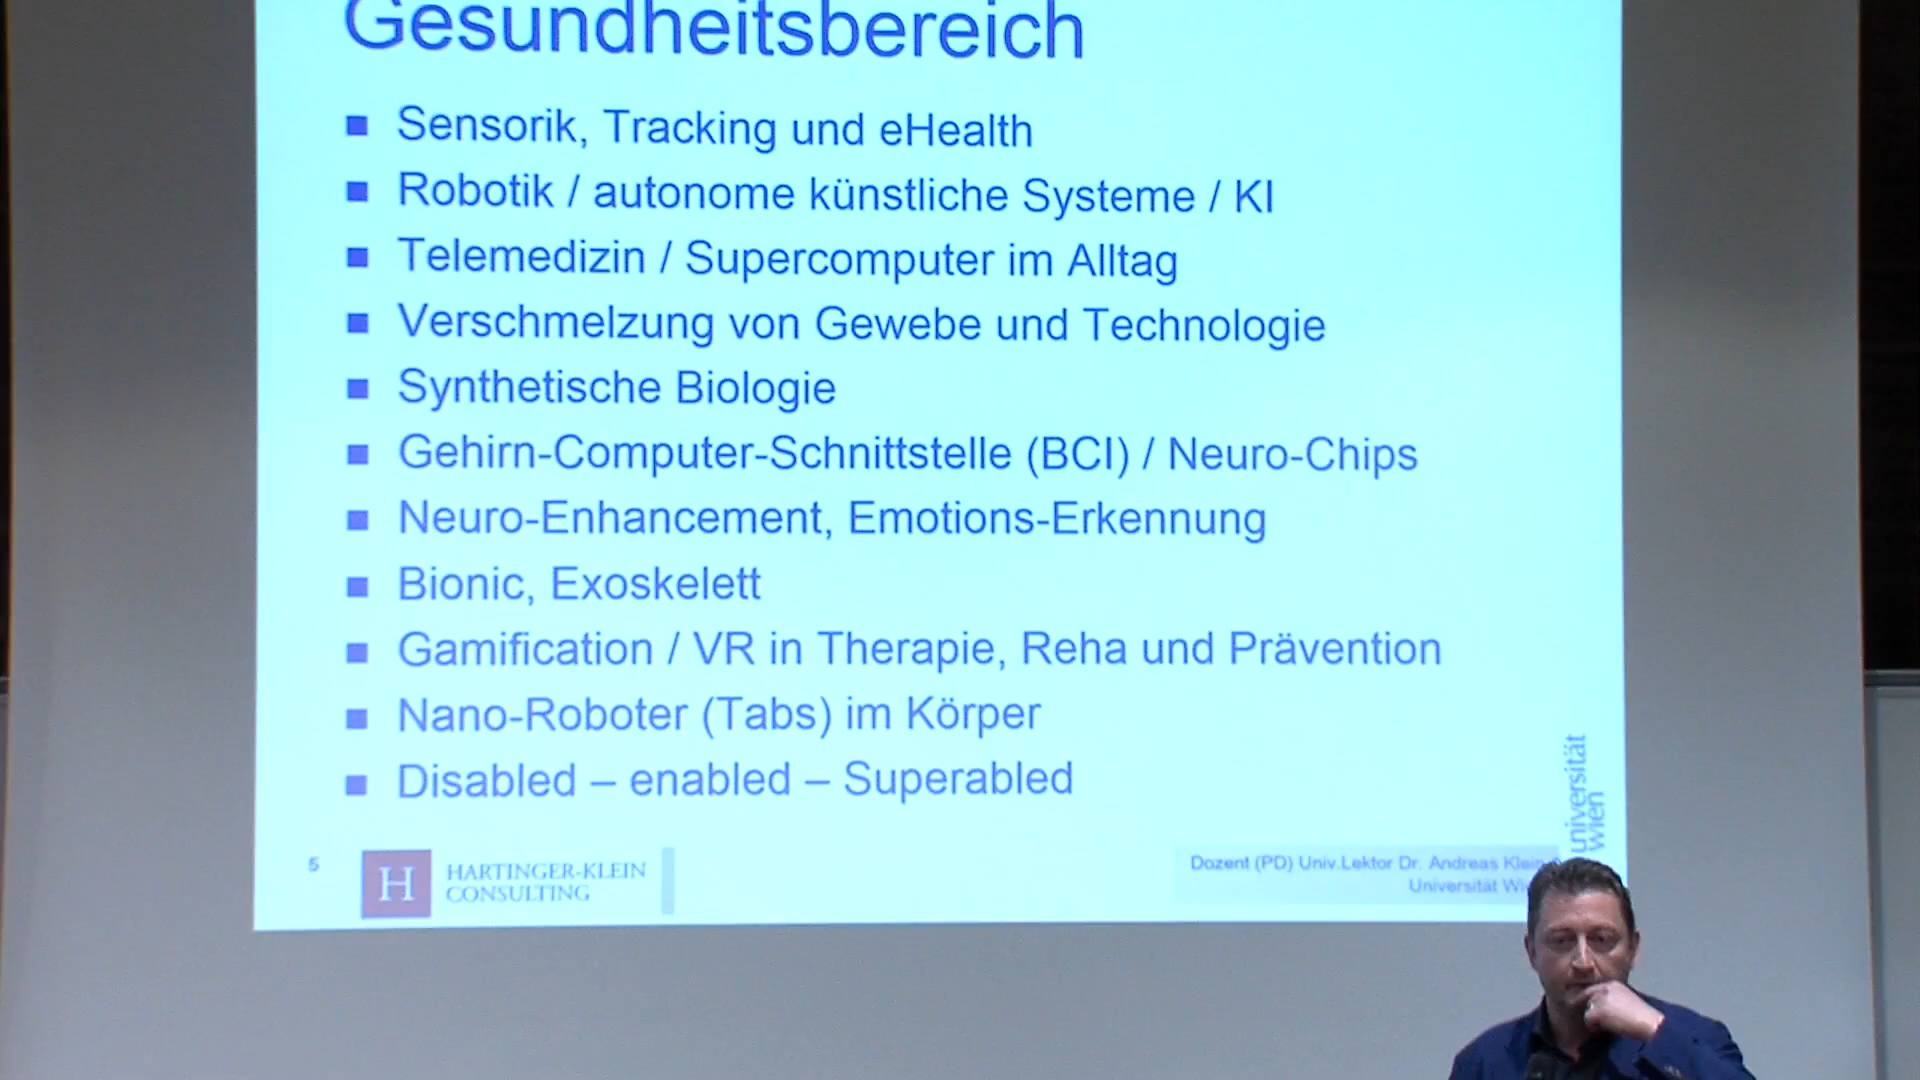 Gesundheitsbereich
Sensorik, Tracking und eHealth
Robotik / autonome künstliche Systeme / KI
Telemedizin / Supercomputer im Alltag
Verschmelzung von Gewebe und Technologie
Synthetische Biologie
Gehirn-Computer-Schnittstelle (BCI) / Neuro-Chips
Neuro-Enhancement, Emotions-Erkennung
Bionic, Exoskelett
Gamification / VR in Therapie, Reha und Prävention
Nano-Roboter (Tabs) im Körper
Disabled – enabled – Superabled
universität
wien
5
H
HARTINGER-KLEIN
CONSULTING
Dozent (PD) Univ.Lektor Dr. Andreas Klein
Universität